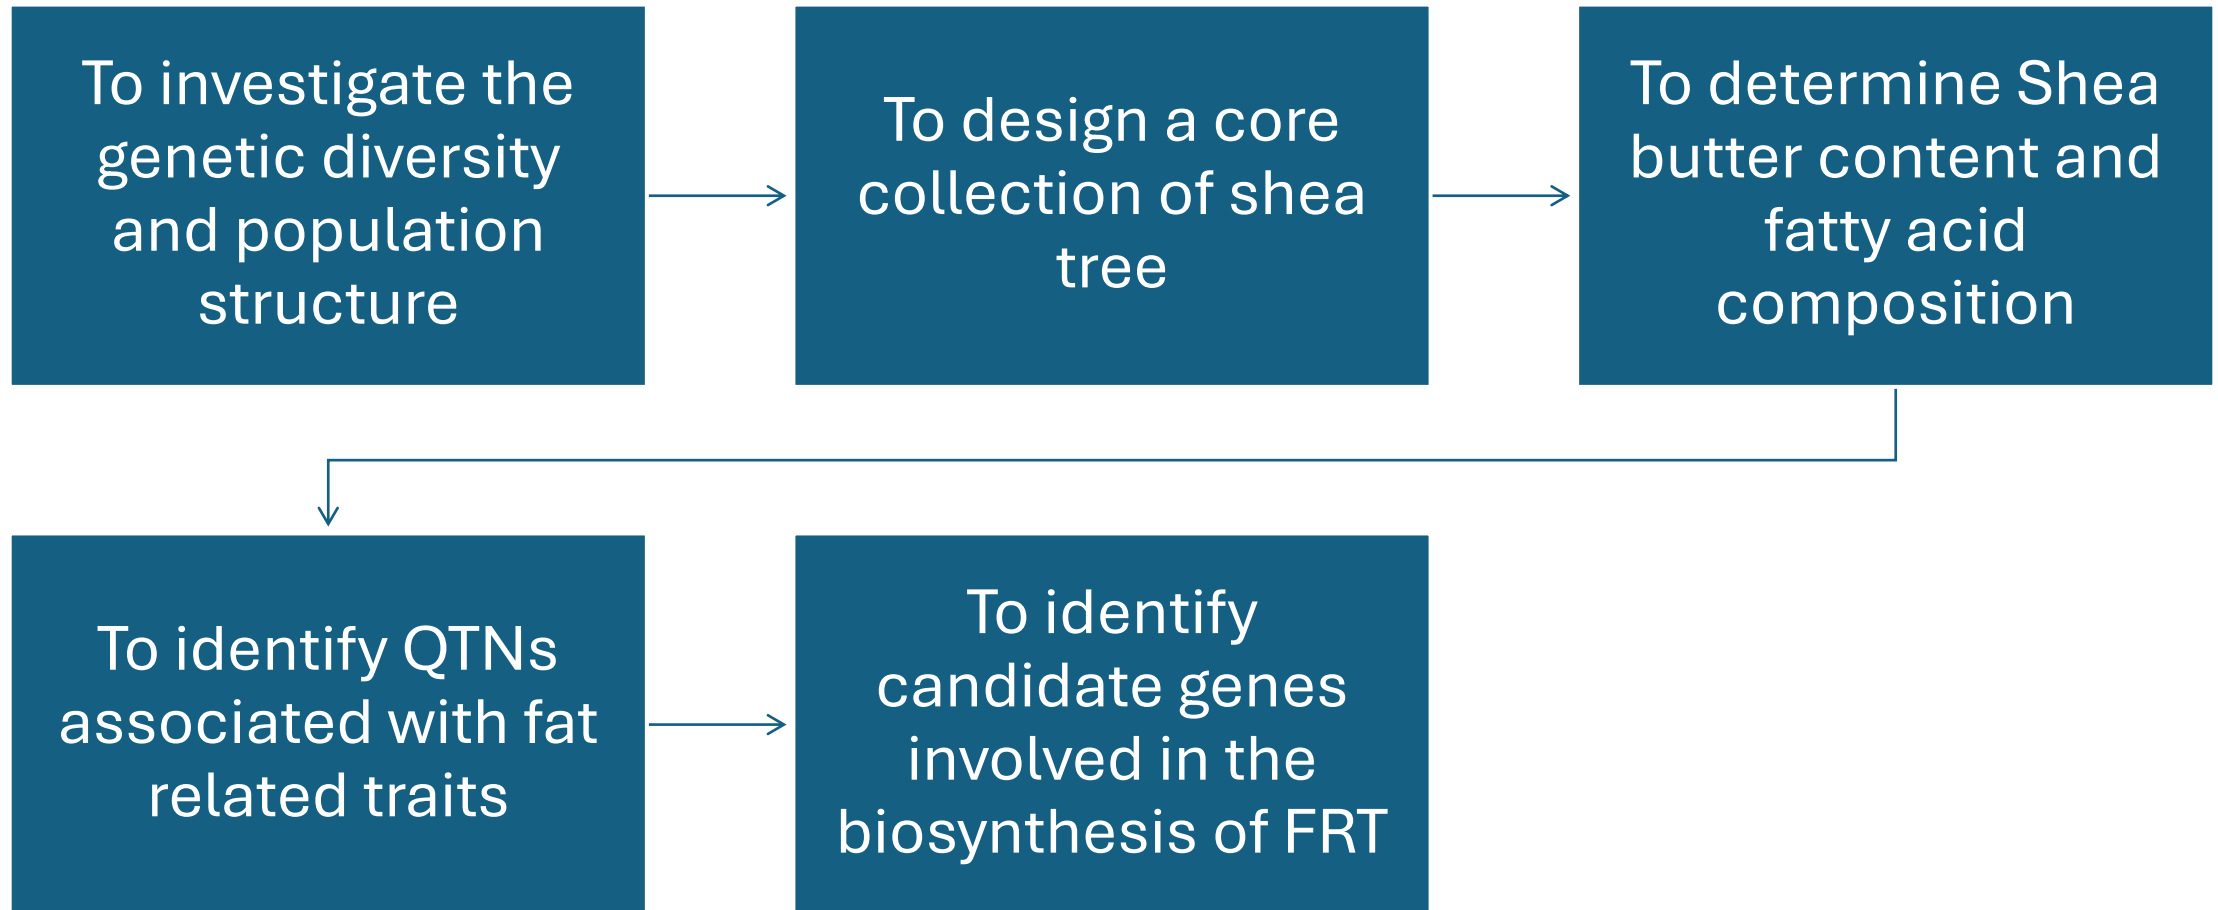 To investigate the
genetic diversity
and population
structure
To design a core
collection of shea
tree
To determine Shea
butter content and
fatty acid
composition
To identify QTNs
associated with fat
related traits
To identify
candidate genes
involved in the
biosynthesis of FRT